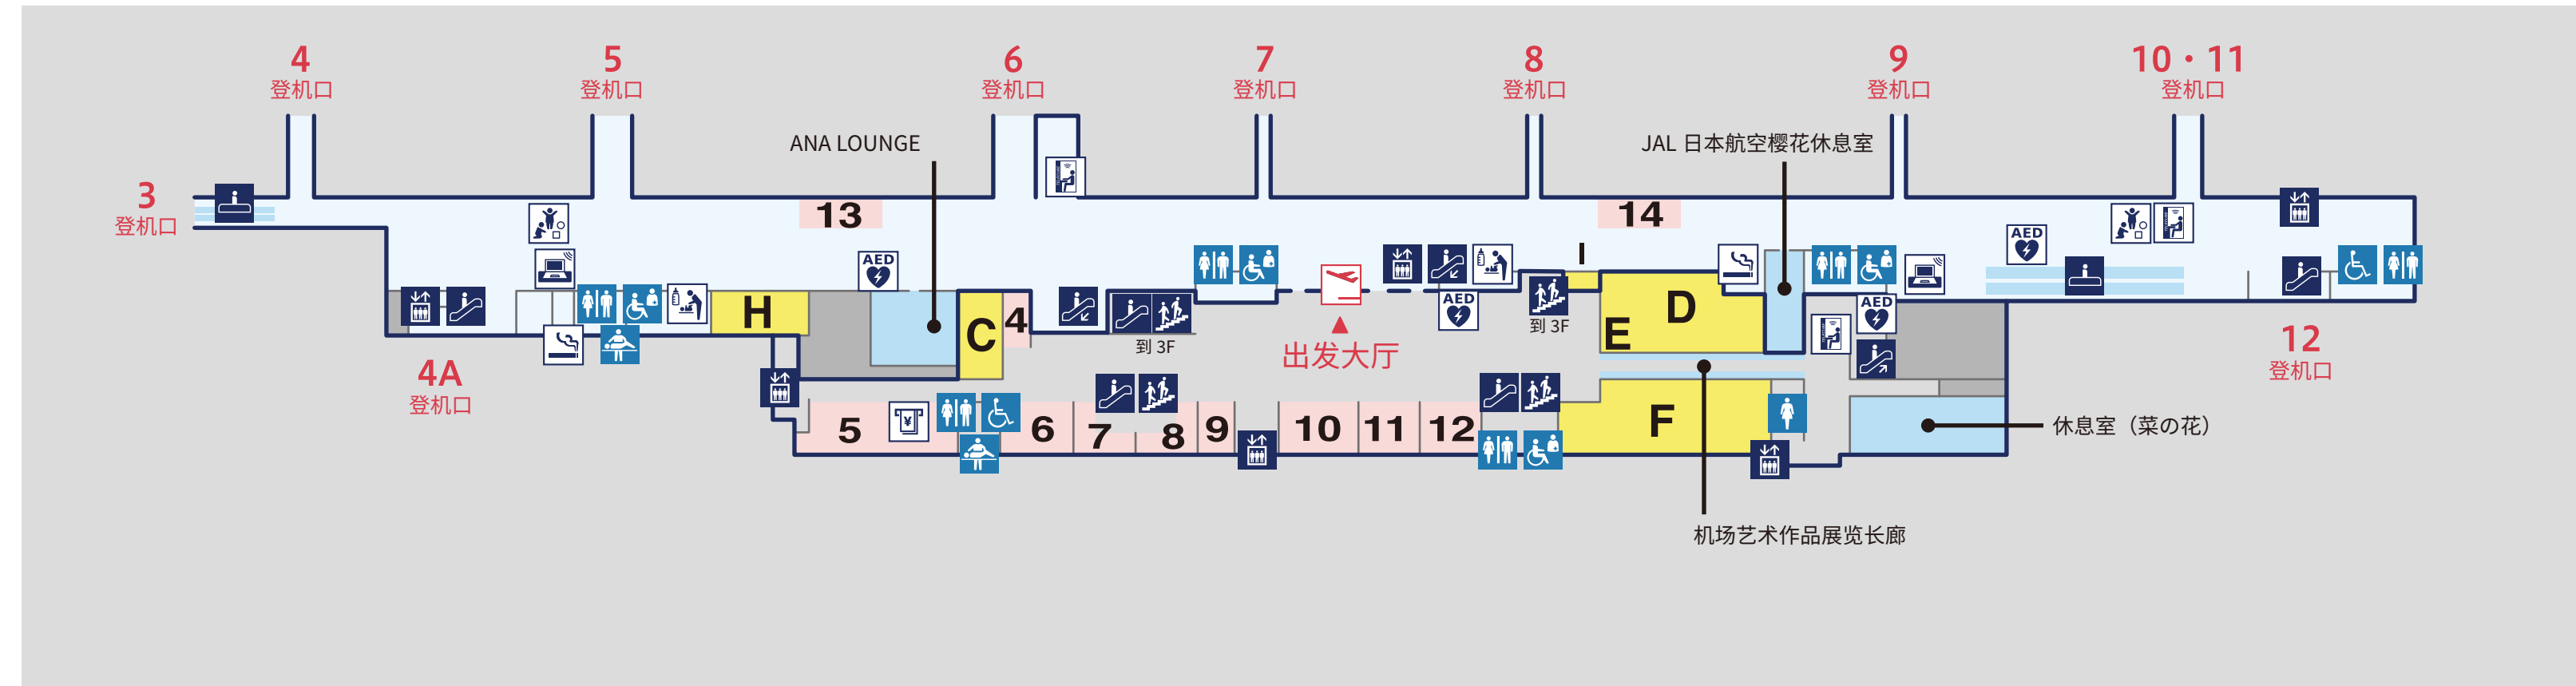 4
登机口
5
登机口
6
登机口
7
登机口
8
登机口
9
登机口
10・11
登机口
ANA LOUNGE
JAL 日本航空樱花休息室
3
登机口
13
14
AED
AED
I
H
C
4
AED
AED
E
D
到 3F
到 3F
出发大厅
4A
登机口
12
登机口
5
¥
6
7
8
9
10
11
12
F
休息室（菜の花）
机场艺术作品展览长廊